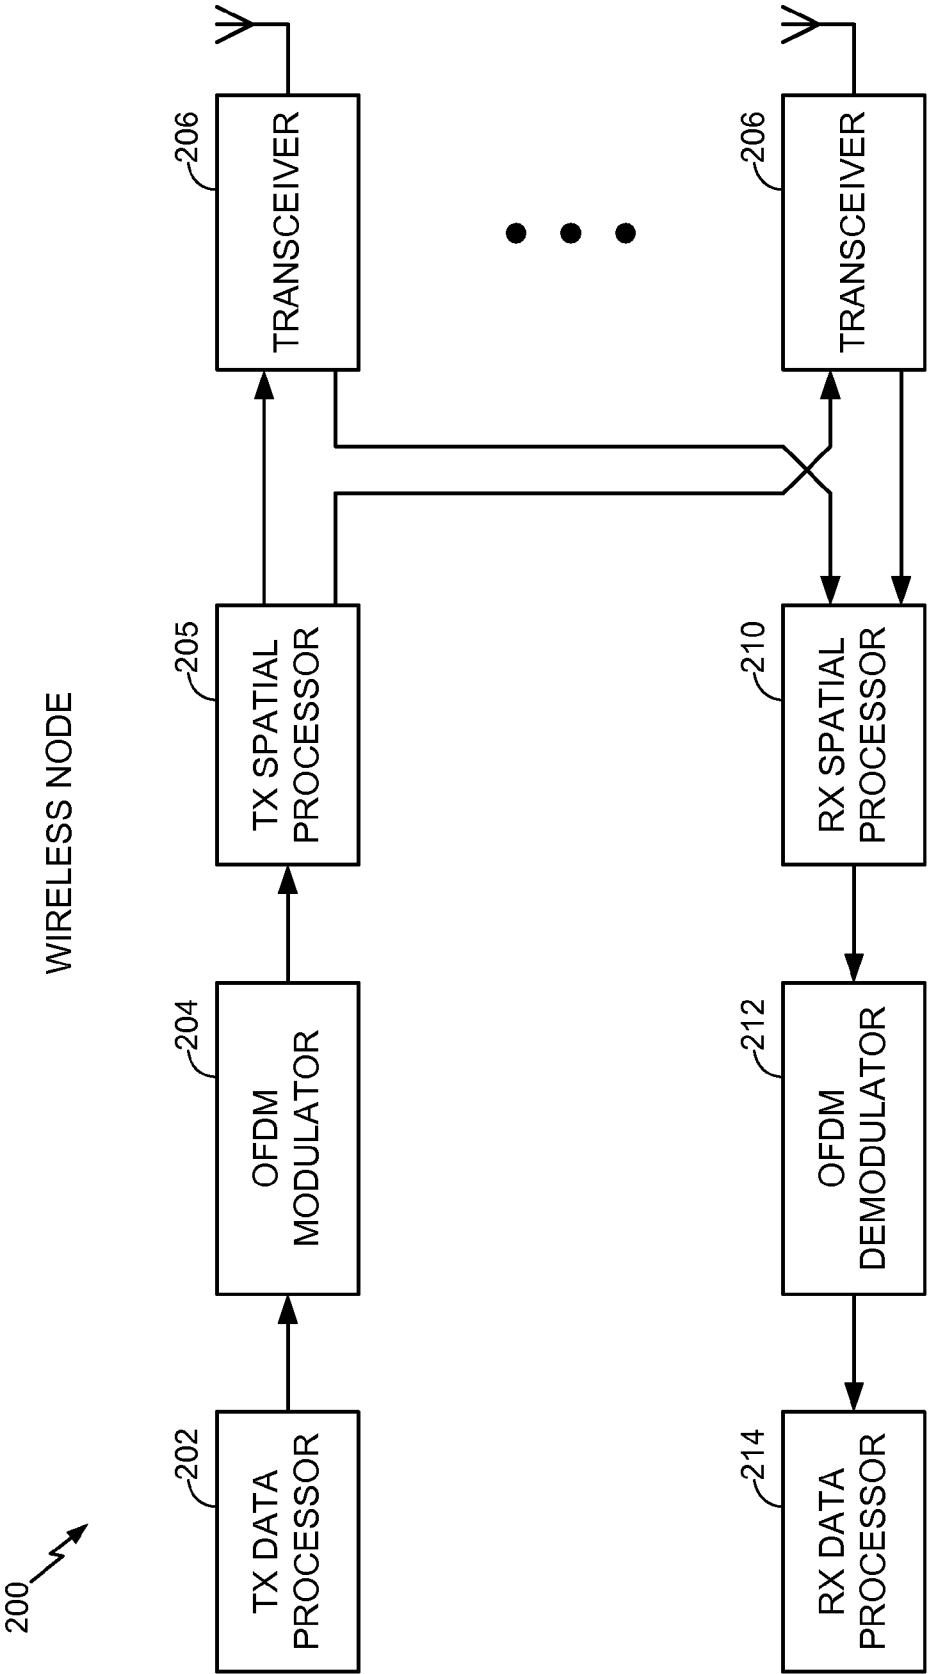 200
WIRELESS NODE
202
TX DATA
PROCESSOR
204
OFDM
MODULATOR
205
TX SPATIAL
PROCESSOR
206
TRANSCEIVER
214
RX DATA
PROCESSOR
212
OFDM
DEMODULATOR
210
RX SPATIAL
PROCESSOR
206
TRANSCEIVER